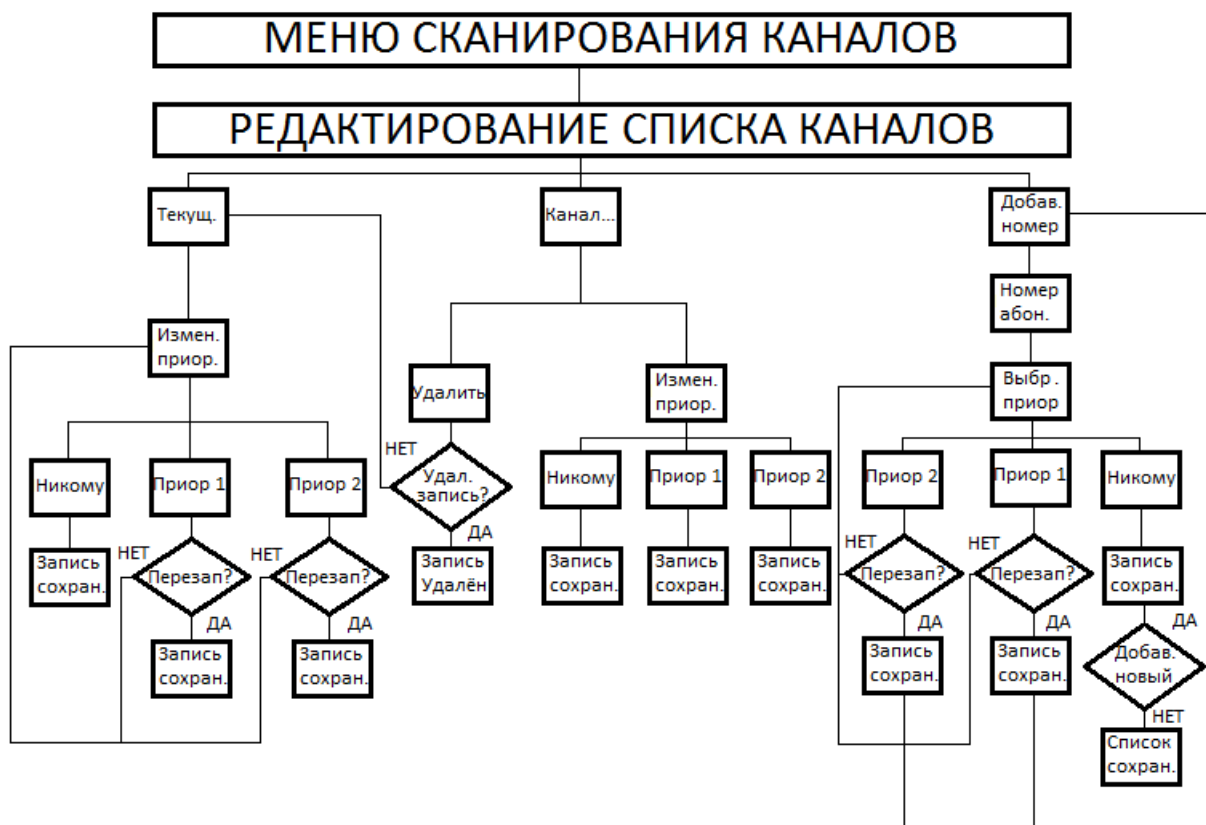 МЕНЮ СКАНИРОВАНИЯ КАНАЛОВ
РЕДАКТИРОВАНИЕ СПИСКА КАНАЛОВ
Текущ.
Канал...
Добав.
номер
Номер
абон.
Измен.
приор.
Удалить
Измен.
приор.
Выбр .
приор
Никому
Приор 1
Приор 2
НЕТ
Удал.
запись?
ДА
Никому
Приор 1
Приор 2
Приор 2
Приор 1
Никому
Запись
сохран.
НЕТ
Перезап?
ДА
НЕТ
Перезап?
ДА
Запись
Удалён
Запись
сохран.
Запись
сохран.
Запись
сохран.
НЕТ
Перезап?
ДА
НЕТ
Перезап?
ДА
Запись
сохран.
ДА
Запись
сохран.
Запись
сохран.
Запись
сохран.
Запись
сохран.
Добав.
новый
НЕТ
Список
сохран.